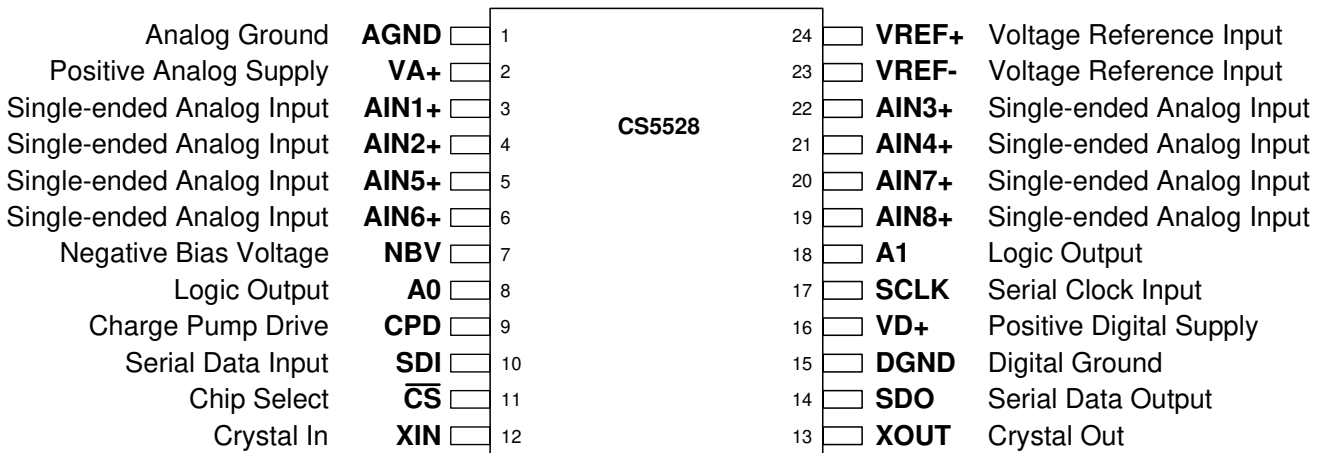 Analog Ground AGND 1 24 VREF+ Voltage Reference Input
Positive Analog Supply VA+ 2 23 VREF- Voltage Reference Input
Single-ended Analog Input AIN1+ 3 22 AIN3+ Single-ended Analog Input
CS5528
Single-ended Analog Input AIN2+ 4 21 AIN4+ Single-ended Analog Input
Single-ended Analog Input AIN5+ 5 20 AIN7+ Single-ended Analog Input
Single-ended Analog Input AIN6+ 6 19 AIN8+ Single-ended Analog Input
Negative Bias Voltage NBV 7 18 A1 Logic Output
Logic Output A0 8 17 SCLK Serial Clock Input
Charge Pump Drive CPD 9 16 VD+ Positive Digital Supply
Serial Data Input SDI 10 15 DGND Digital Ground
Chip Select C̅S̅ 11 14 SDO Serial Data Output
Crystal In XIN 12 13 XOUT Crystal Out